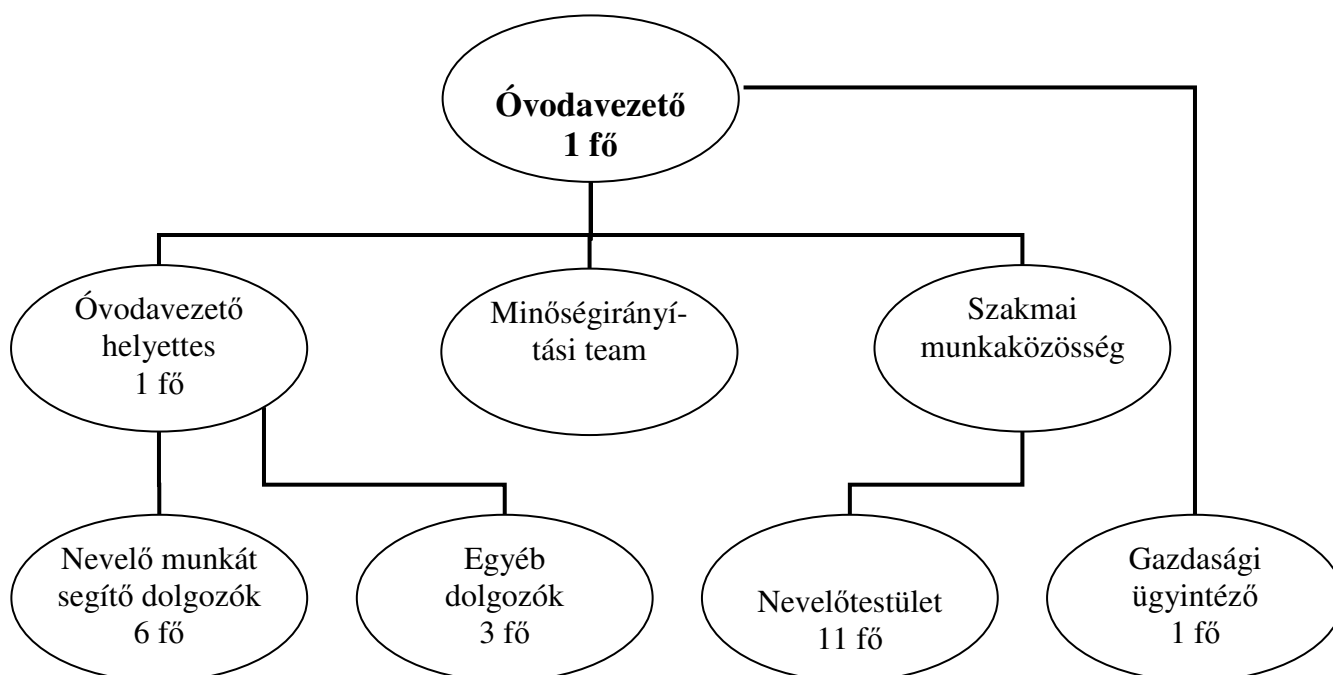 Óvodavezető
1 fő
Óvodavezető
helyettes
1 fő
Minőségirányí-
tási team
Szakmai
munkaközösség
Nevelő munkát
segítő dolgozók
6 fő
Egyéb
dolgozók
3 fő
Nevelőtestület
11 fő
Gazdasági
ügyintéző
1 fő